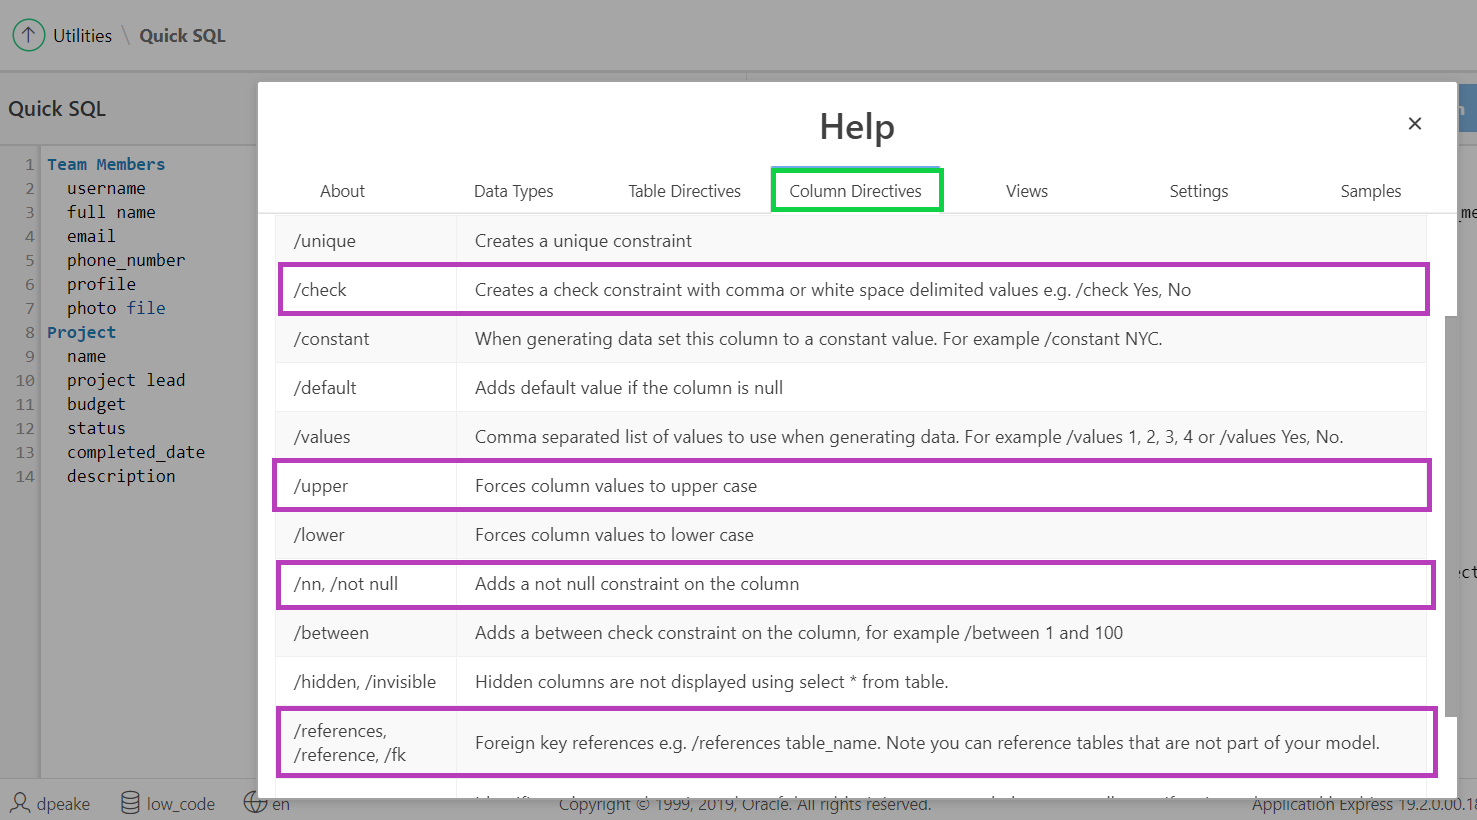 Utilities \ Quick SQL
Quick SQL
1 Team Members
2 username
3 full name
4 email
5 phone_number
6 profile
7 photo file
8 Project
9 name
10 project lead
11 budget
12 status
13 completed_date
14 description
Help
×
About Data Types Table Directives Column Directives Views Settings Samples
/unique Creates a unique constraint
/check Creates a check constraint with comma or white space delimited values e.g. /check Yes, No
/constant When generating data set this column to a constant value. For example /constant NYC.
/default Adds default value if the column is null
/values Comma separated list of values to use when generating data. For example /values 1, 2, 3, 4 or /values Yes, No.
/upper Forces column values to upper case
/lower Forces column values to lower case
/nn, /not null Adds a not null constraint on the column
/between Adds a between check constraint on the column, for example /between 1 and 100
/hidden, /invisible Hidden columns are not displayed using select * from table.
/references,
/reference, /fk Foreign key references e.g. /references table_name. Note you can reference tables that are not part of your model.
dpeake low_code en Copyright © 1999, 2019, Oracle. All rights reserved. Application Express 19.2.0.00.18